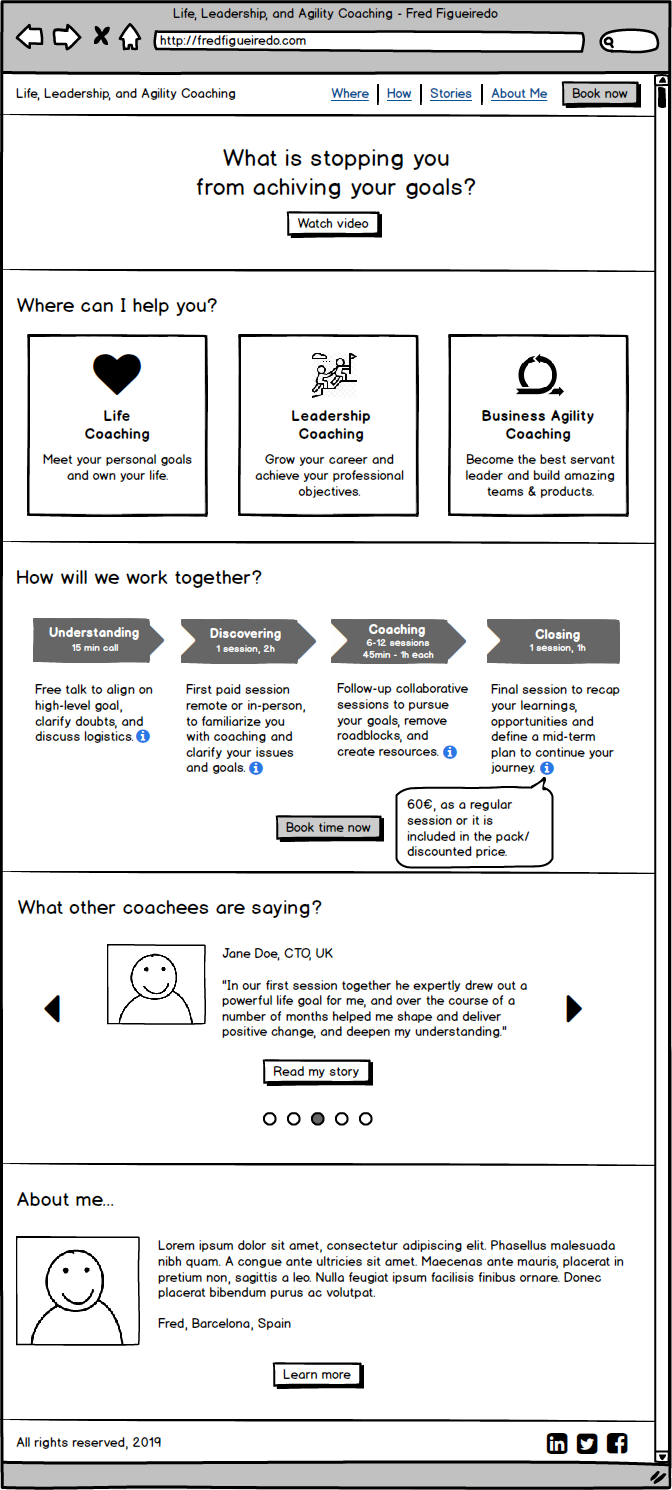 Life, Leadership, and Agility Coaching - Fred Figueiredo
http://fredfigueiredo.com
Life, Leadership, and Agility Coaching
Where
How
Stories
About Me
Book now
What is stopping you
from achiving your goals?
Watch video
Where can I help you?
Life
Coaching
Meet your personal goals
and own your life.
Leadership
Coaching
Grow your career and
achieve your professional
objectives.
Business Agility
Coaching
Become the best servant
leader and build amazing
teams & products.
How will we work together?
Understanding
15 min call
Free talk to align on
high-level goal,
clarify doubts, and
discuss logistics.
Discovering
1 session, 2h
First paid session
remote or in-person,
to familiarize you
with coaching and
clarify your issues
and goals.
Coaching
6-12 sessions
45min - 1h each
Follow-up collaborative
sessions to pursue
your goals, remove
roadblocks, and
create resources.
Closing
1 session, 1h
Final session to recap
your learnings,
opportunities and
define a mid-term
plan to continue your
journey.
60€, as a regular
session or it is
included in the pack/
discounted price.
Book time now
What other coachees are saying?
Jane Doe, CTO, UK
"In our first session together he expertly drew out a
powerful life goal for me, and over the course of a
number of months helped me shape and deliver
positive change, and deepen my understanding."
Read my story
About me...
Lorem ipsum dolor sit amet, consectetur adipiscing elit. Phasellus malesuada
nibh quam. A congue ante ultricies sit amet. Maecenas ante mauris, placerat in
pretium non, sagittis a leo. Nulla feugiat ipsum facilisis finibus ornare. Donec
placerat bibendum purus ac volutpat.
Fred, Barcelona, Spain
Learn more
All rights reserved, 2019